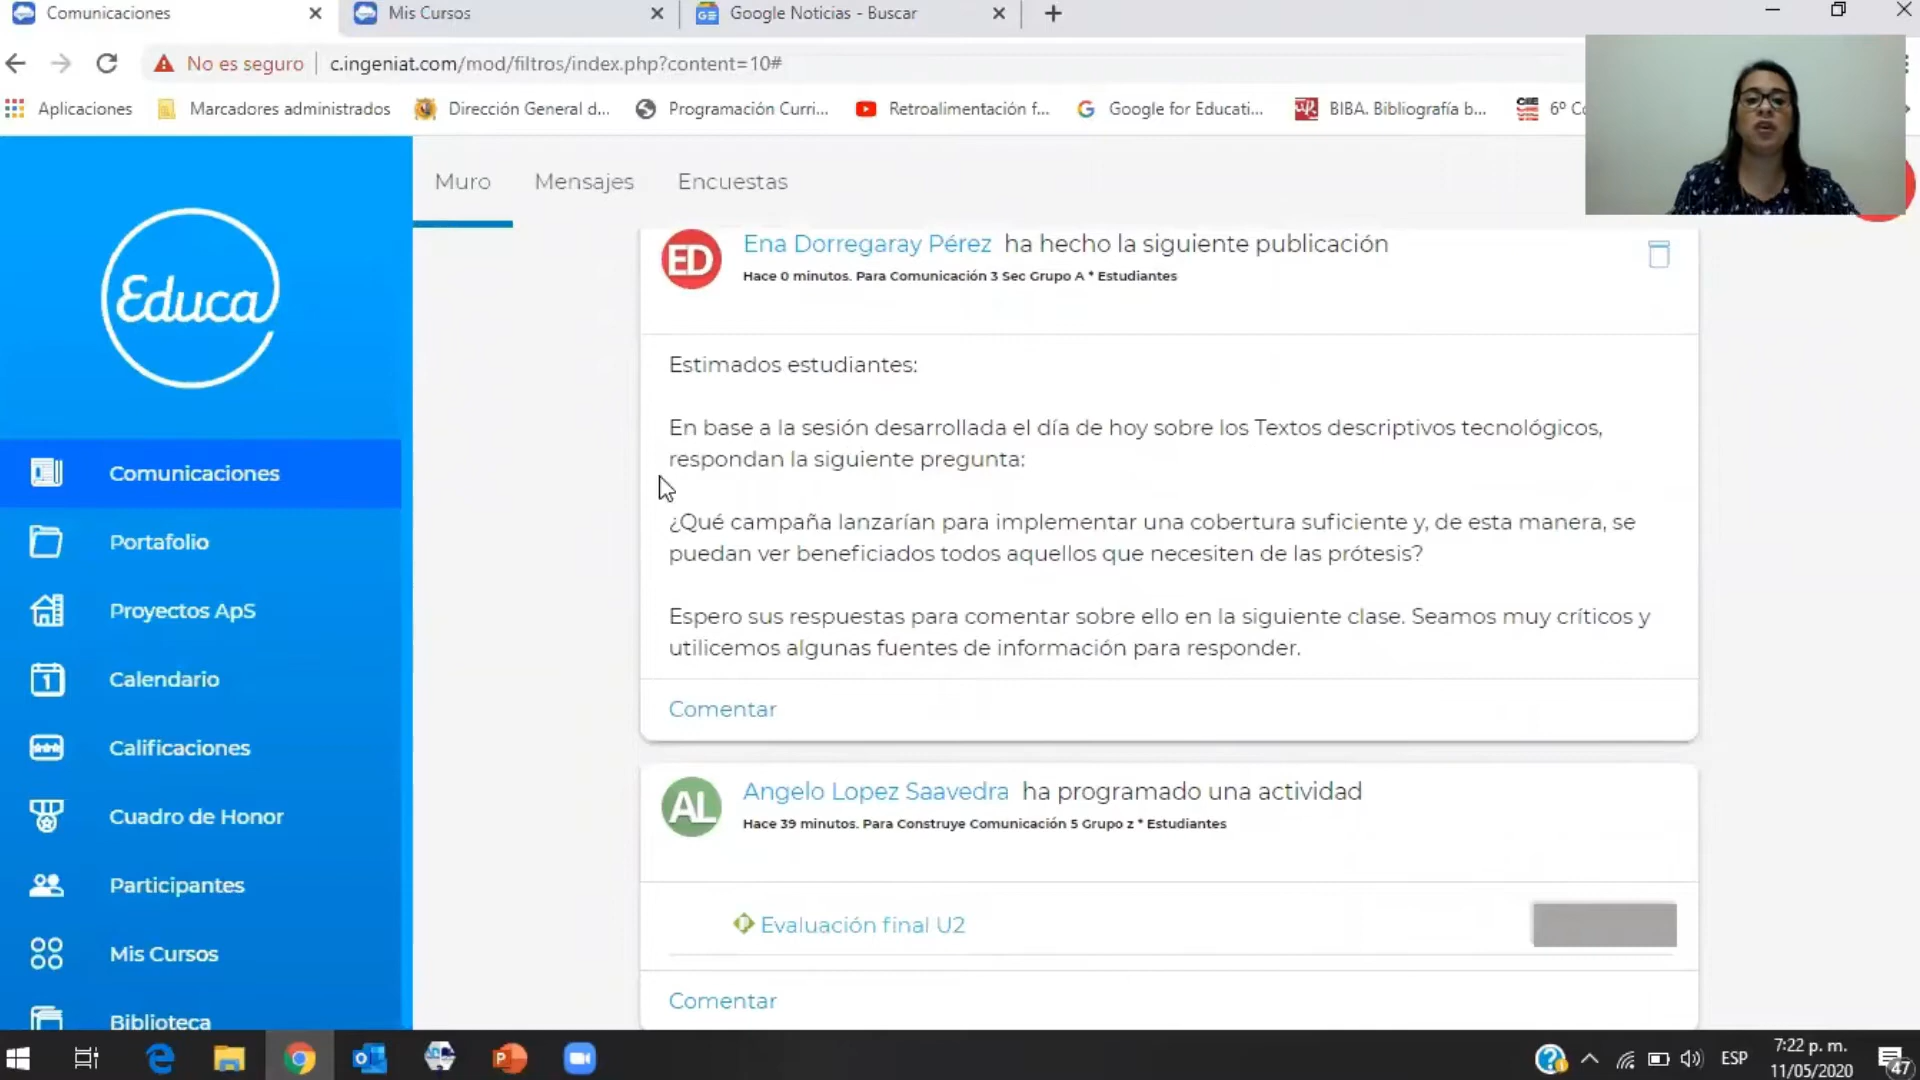 Comunicaciones
Mis Cursos
Google Noticias - Buscar
No es seguro
c.ingeniat.com/mod/filtros/index.php?content=10#
Aplicaciones
Marcadores administrados
Dirección General d...
Programación Curri...
Retroalimentación f...
Google for Educati...
BIBA. Bibliografía b...
6º Co
Educa
Comunicaciones
Portafolio
Proyectos ApS
Calendario
Calificaciones
Cuadro de Honor
Participantes
Mis Cursos
Biblioteca
Muro
Mensajes
Encuestas
ED
Ena Dorregaray Pérez ha hecho la siguiente publicación
Hace 0 minutos. Para Comunicación 3 Sec Grupo A * Estudiantes
Estimados estudiantes:
En base a la sesión desarrollada el día de hoy sobre los Textos descriptivos tecnológicos,
respondan la siguiente pregunta:
¿Qué campaña lanzarían para implementar una cobertura suficiente y, de esta manera, se
puedan ver beneficiados todos aquellos que necesiten de las prótesis?
Espero sus respuestas para comentar sobre ello en la siguiente clase. Seamos muy críticos y
utilicemos algunas fuentes de información para responder.
Comentar
AL
Angelo Lopez Saavedra ha programado una actividad
Hace 39 minutos. Para Construye Comunicación 5 Grupo z * Estudiantes
Evaluación final U2
Comentar
ESP
7:22 p. m.
11/05/2020
47